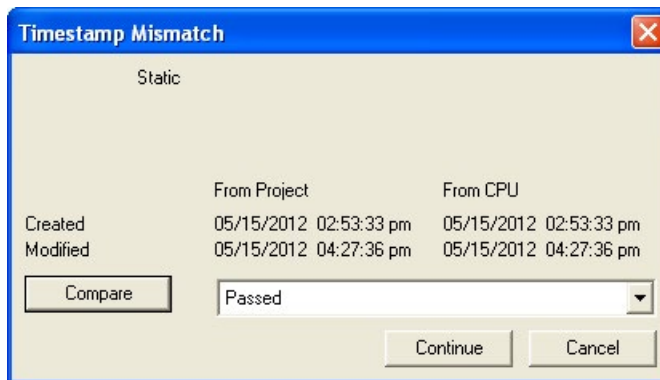 Timestamp Mismatch
Static
From Project From CPU
Created 05/15/2012 02:53:33 pm 05/15/2012 02:53:33 pm
Modified 05/15/2012 04:27:36 pm 05/15/2012 04:27:36 pm
Compare Passed
Continue Cancel